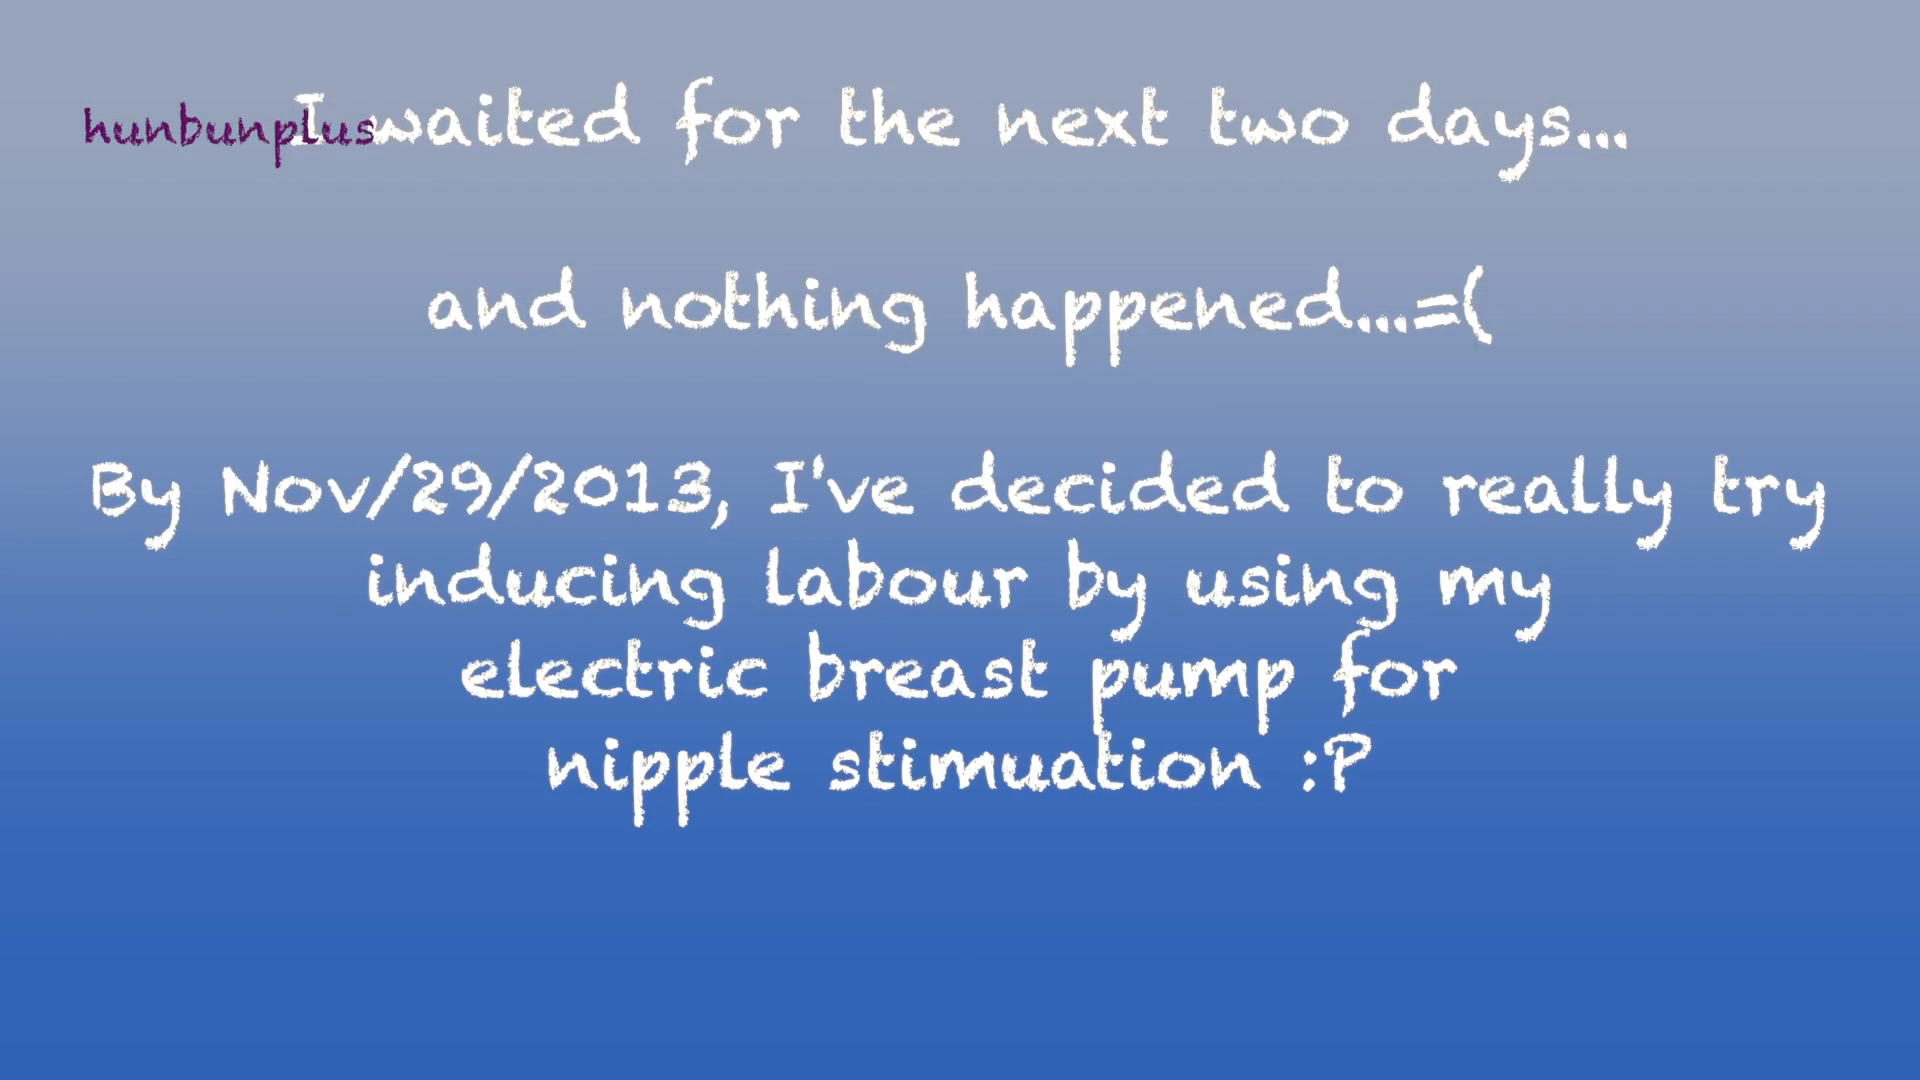 hunbunplus
I waited for the next two days...
and nothing happened...=(
By Nov/29/2013, I've decided to really try
inducing labour by using my
electric breast pump for
nipple stimuation :P